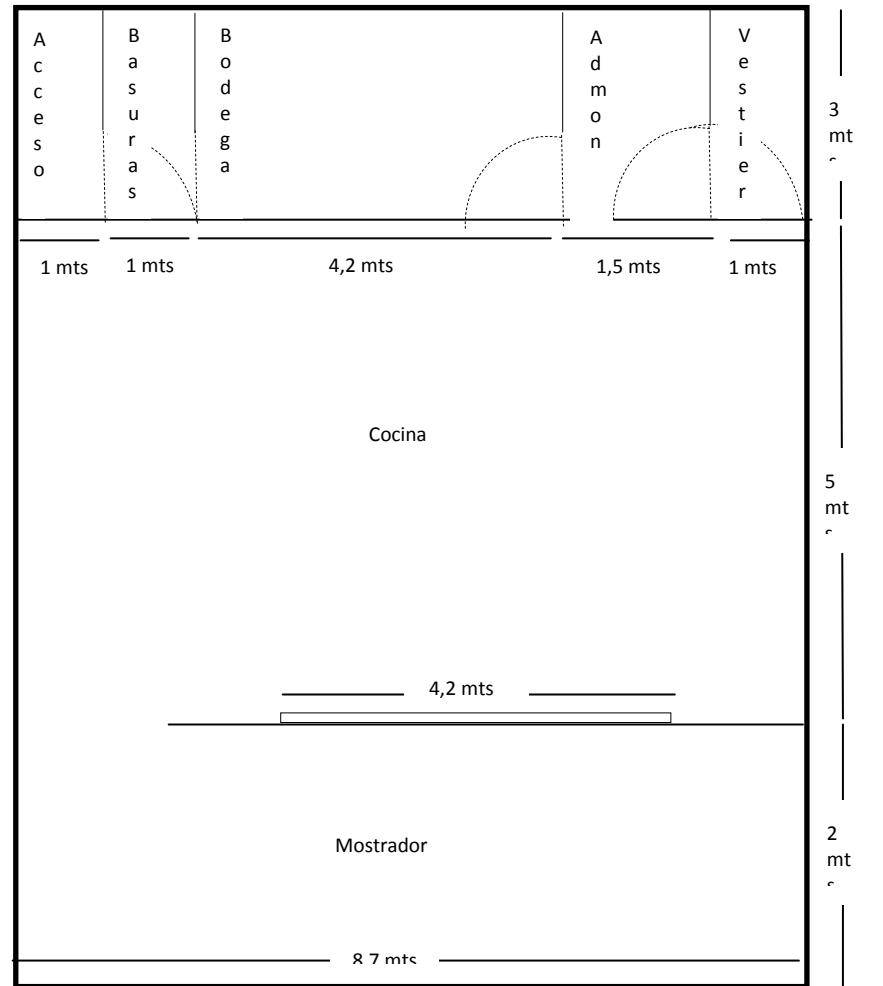 Acceso
Basuras
Bodega
Admon
Vestier
3
mt
s
1 mts
1 mts
4,2 mts
1,5 mts
1 mts
Cocina
5
mt
s
4,2 mts
Mostrador
2
mt
s
8,7 mts